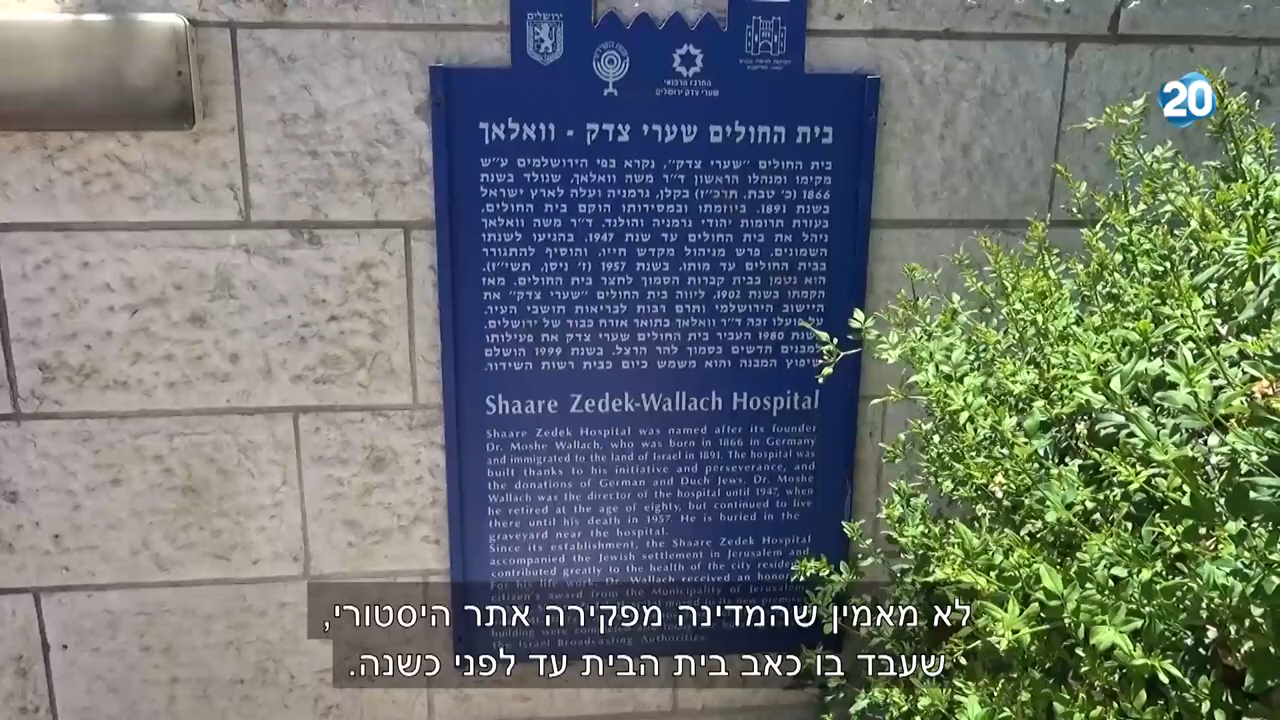 ירושלים
המרכז הרפואי
שערי צדק ירושלים
20
בית החולים שערי צדק - וואלאך
בית החולים "שערי צדק", נקרא בפי הירושלמים ע"ש
מקימו ומנהלו הראשון ד"ר משה וואלאך, שנולד בשנת
1866 (כ' טבת, תרכ"ז) בקלן, גרמניה ועלה לארץ ישראל
בשנת 1891. ביוזמתו ובמסירותו הוקם בית החולים,
בעזרת תרומות יהודי גרמניה והולנד. ד"ר משה וואלאך
ניהל את בית החולים עד שנת 1947. בהגיעו לשנתו
השמונים, פרש מניהול מקדש חייו, והוסיף להתגורר
בבית החולים עד מותו, בשנת 1957 (ז' ניסן, תשי"ז).
הוא נטמן בבית קברות הסמוך לחצר בית החולים. מאז
הקמתו בשנת 1902, ליווה בית החולים "שערי צדק" את
היישוב הירושלמי ותרם רבות לבריאות תושבי העיר.
על פועלו זכה ד"ר וואלאך בתואר אזרח כבוד של ירושלים.
בשנת 1980 העביר בית החולים שערי צדק את פעילותו
למבנים חדשים בסמוך להר הרצל. בשנת 1999 הושלם
שיפוץ המבנה והוא משמש כיום כבית רשות השידור.
Shaare Zedek-Wallach Hospital
Shaare Zedek Hospital was named after its founder
Dr. Moshe Wallach, who was born in 1866 in Germany
and immigrated to the land of Israel in 1891. The hospital was
built thanks to his initiative and perseverance, and
the donations of German and Duch Jews. Dr. Moshe
Wallach was the director of the hospital until 1947, when
he retired at the age of eighty, but continued to live
there until his death in 1957. He is buried in the
graveyard near the hospital.
Since its establishment, the Shaare Zedek Hospital
accompanied the Jewish settlement in Jerusalem and
contributed greatly to the health of the city
For his life work, Dr. Wallach received an
citizen's award from the Municipality of Jerusalem
building were
the Israel Broadcasting Authorities.
לא מאמין שהמדינה מפקירה אתר היסטורי,
שעבד בו כאב בית הבית עד לפני כשנה.